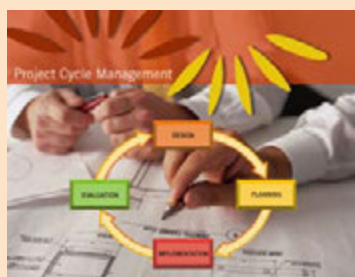 Project Cycle Management
DESIGN
EVALUATION
PLANNING
IMPLEMENTATION